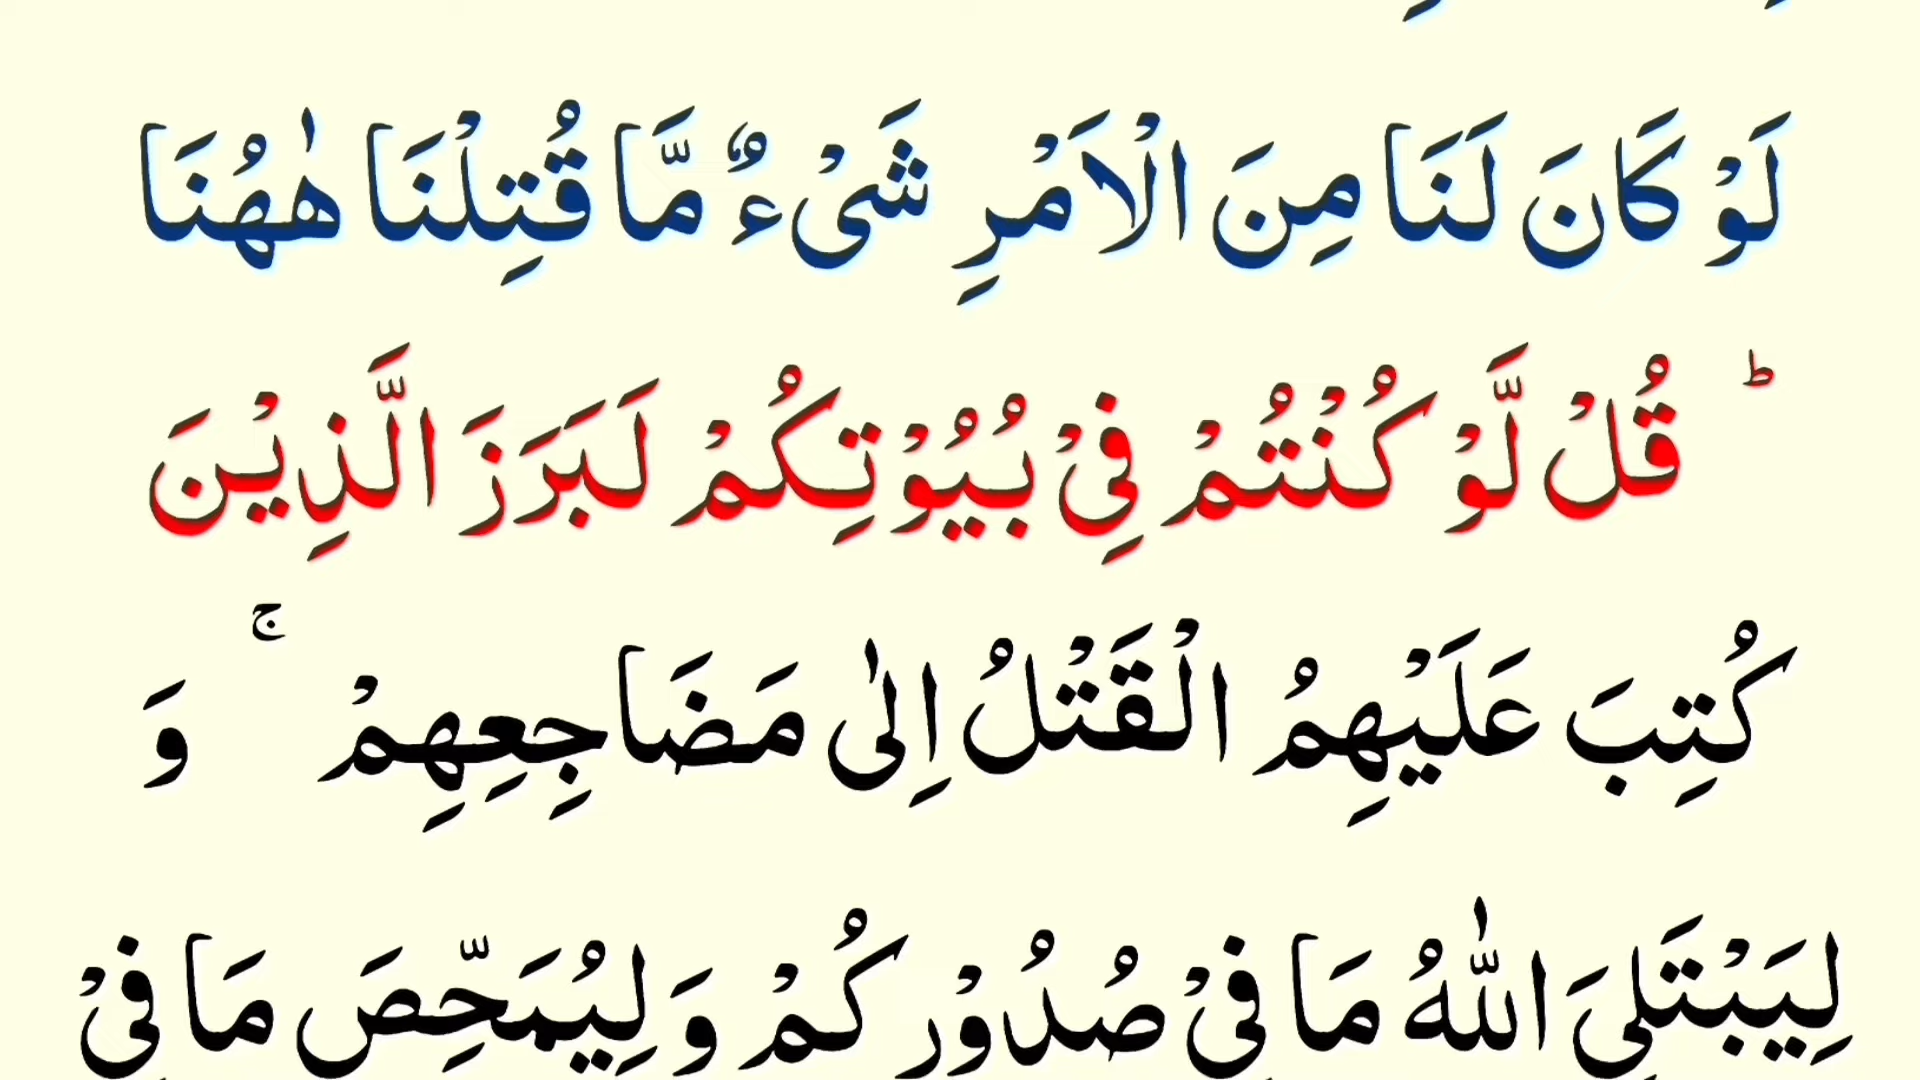 لَوْ كَانَ لَنَا مِنَ الْاَمْرِ شَیْءٌ مَّا قُتِلْنَا هٰهُنَا
ؕ قُلْ لَّوْ كُنْتُمْ فِیْ بُیُوْتِكُمْ لَبَرَزَ الَّذِیْنَ
كُتِبَ عَلَیْهِمُ الْقَتْلُ اِلٰی مَضَاجِعِهِمْ ۚ وَ
لِیَبْتَلِیَ اللّٰهُ مَا فِیْ صُدُوْرِكُمْ وَ لِیُمَحِّصَ مَا فِیْ